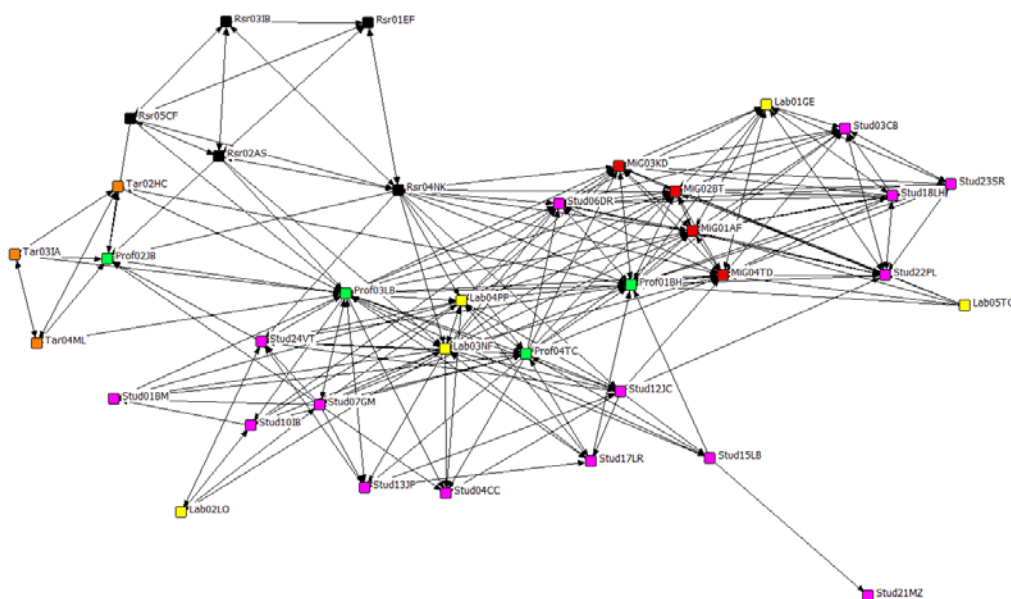 Rsr03IB
Rsr01EF
Lab01GE
Rsr05CF
Stud03CB
Rsr02AS
MiG03KD
Tar02HC
Rsr04NK
MiG02BT
Stud23SR
Stud18LH
Stud06DR
MiG01AF
Tar03IA
Prof02JB
MiG04TD
Stud22PL
Prof01BH
Prof03LB
Lab04PP
Lab05TC
Tar04ML
Stud24VT
Lab03NF
Prof04TC
Stud12JC
Stud01BM
Stud07GM
Stud10IB
Stud15LB
Stud17LR
Stud13JP
Stud04CC
Lab02LO
Stud21MZ